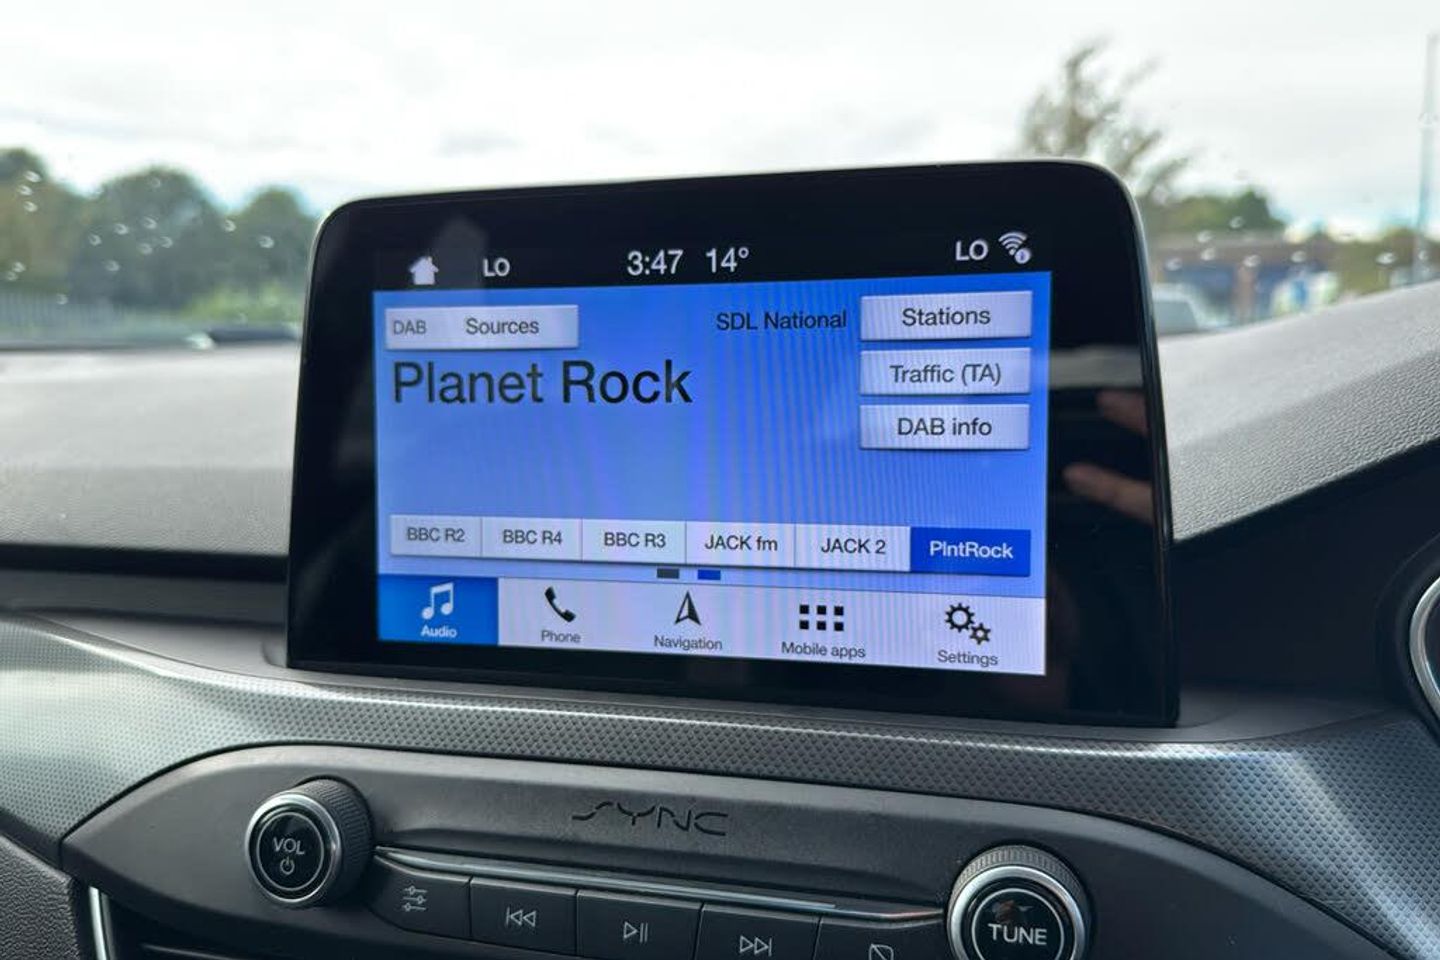 LO 3:47 14° LO
DAB Sources SDL National Stations
Planet Rock
Traffic (TA)
DAB info
BBC R2 BBC R4 BBC R3 JACK fm JACK 2 PlntRock
Audio Phone Navigation Mobile apps Settings
SYNC
VOL
TUNE